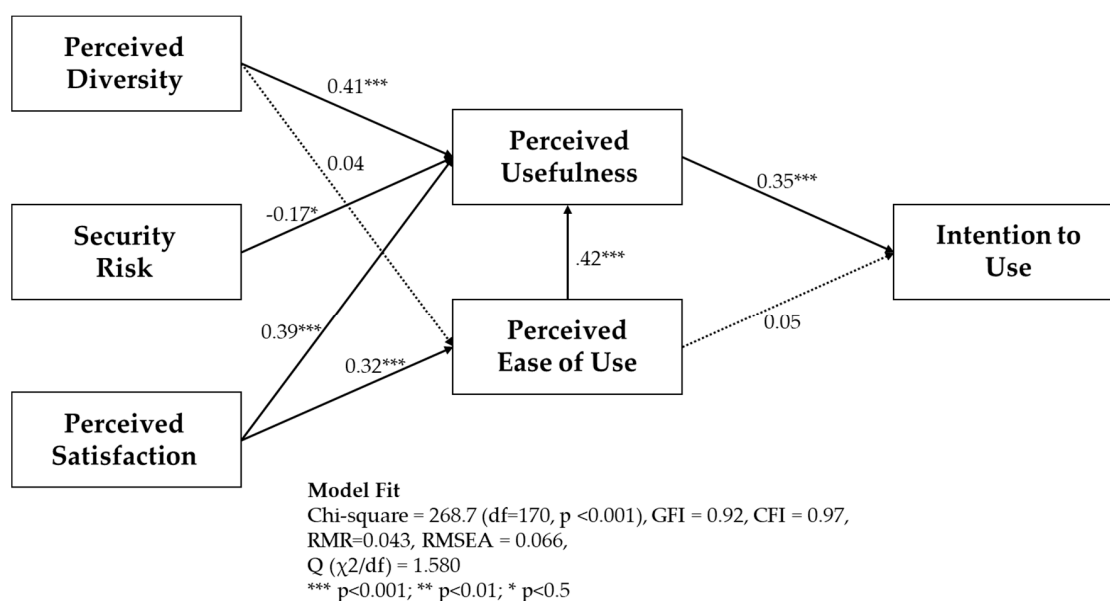 Perceived
Diversity
0.41***
Perceived
Usefulness
0.04
0.35***
Security
Risk
-0.17*
Intention to
Use
.42***
0.39***
Perceived
Ease of Use
0.05
0.32***
Perceived
Satisfaction
Model Fit
Chi-square = 268.7 (df=170, p <0.001), GFI = 0.92, CFI = 0.97,
RMR=0.043, RMSEA = 0.066,
Q (χ2/df) = 1.580
*** p<0.001; ** p<0.01; * p<0.5